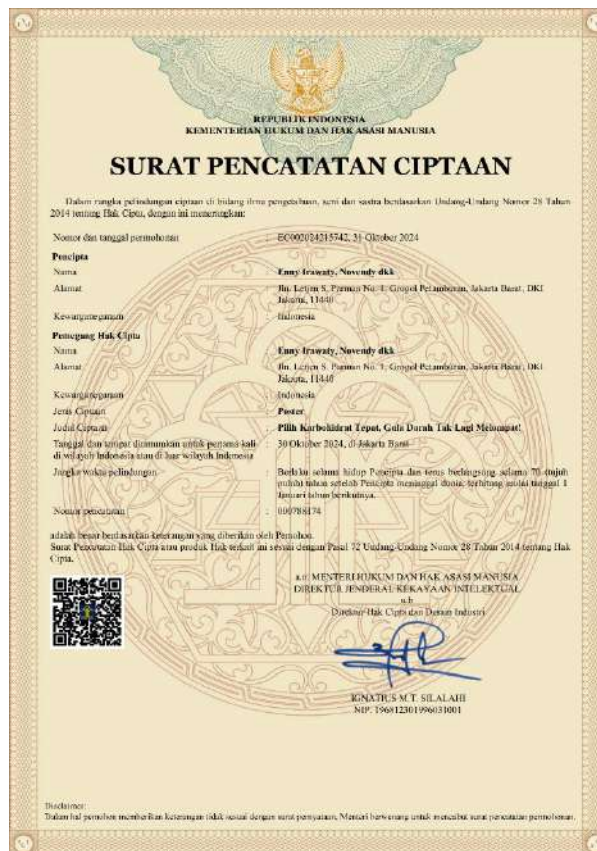 REPUBLIK INDONESIA
KEMENTERIAN HUKUM DAN HAK ASASI MANUSIA
SURAT PENCATATAN CIPTAAN
Dalam rangka pelindungan ciptaan di bidang ilmu pengetahuan, seni dan sastra berdasarkan Undang-Undang Nomor 28 Tahun
2014 tentang Hak Cipta, dengan ini menerangkan:
Nomor dan tanggal permohonan : EC002024215742, 31 Oktober 2024
Pencipta
Nama : Enny Irawaty, Novendy dkk
Alamat : Jln. Letjen S. Parman No. 1, Grogol Petamburan, Jakarta Barat, DKI
Jakarta, 11440
Kewarganegaraan : Indonesia
Pemegang Hak Cipta
Nama : Enny Irawaty, Novendy dkk
Alamat : Jln. Letjen S. Parman No. 1, Grogol Petamburan, Jakarta Barat, DKI
Jakarta, 11440
Kewarganegaraan : Indonesia
Jenis Ciptaan : Poster
Judul Ciptaan : Pilih Karbohidrat Tepat, Gula Darah Tak Lagi Melompat!
Tanggal dan tempat diumumkan untuk pertama kali : 30 Oktober 2024, di Jakarta Barat
di wilayah Indonesia atau di luar wilayah Indonesia
Jangka waktu pelindungan : Berlaku selama hidup Pencipta dan terus berlangsung selama 70 (tujuh
puluh) tahun setelah Pencipta meninggal dunia, terhitung mulai tanggal 1
Januari tahun berikutnya.
Nomor pencatatan : 000788174
adalah benar berdasarkan keterangan yang diberikan oleh Pemohon.
Surat Pencatatan Hak Cipta atau produk Hak terkait ini sesuai dengan Pasal 72 Undang-Undang Nomor 28 Tahun 2014 tentang Hak
Cipta.
a.n. MENTERI HUKUM DAN HAK ASASI MANUSIA
DIREKTUR JENDERAL KEKAYAAN INTELEKTUAL
u.b
Direktur Hak Cipta dan Desain Industri
IGNATIUS M.T. SILALAHI
NIP. 196812301996031001
Disclaimer:
Dalam hal pemohon memberikan keterangan tidak sesuai dengan surat pernyataan, Menteri berwenang untuk mencabut surat pencatatan permohonan.